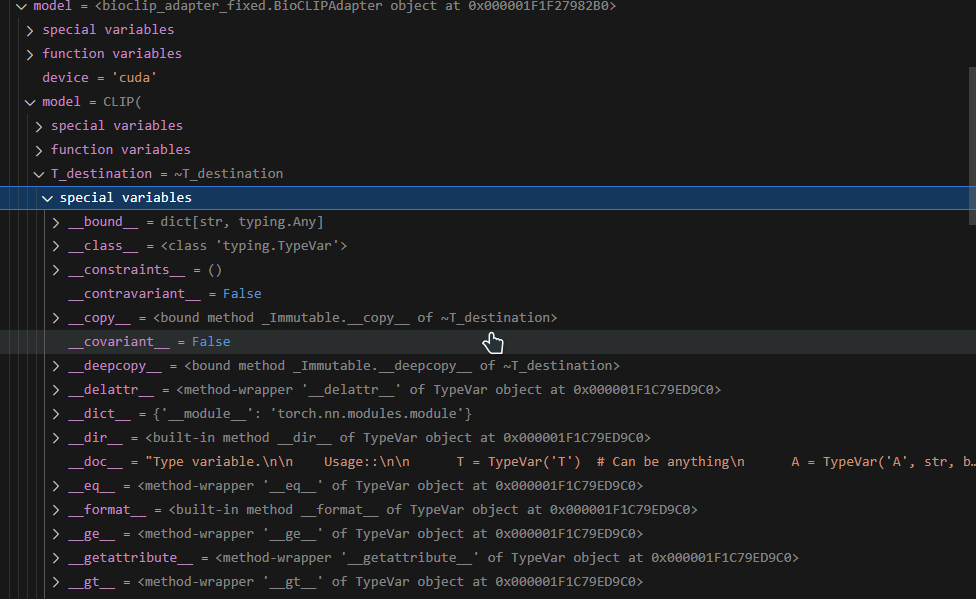 model = <bioclip_adapter_fixed.BioCLIPAdapter object at 0x000001F1F27982B0>
special variables
function variables
device = 'cuda'
model = CLIP(
special variables
function variables
T_destination = ~T_destination
special variables
__bound__ = dict[str, typing.Any]
__class__ = <class 'typing.TypeVar'>
__constraints__ = ()
__contravariant__ = False
__copy__ = <bound method _Immutable.__copy__ of ~T_destination>
__covariant__ = False
__deepcopy__ = <bound method _Immutable.__deepcopy__ of ~T_destination>
__delattr__ = <method-wrapper '__delattr__' of TypeVar object at 0x000001F1C79ED9C0>
__dict__ = {'__module__': 'torch.nn.modules.module'}
__dir__ = <built-in method __dir__ of TypeVar object at 0x000001F1C79ED9C0>
__doc__ = "Type variable.\n\n    Usage::\n\n      T = TypeVar('T')  # Can be anything\n      A = TypeVar('A', str, b…
__eq__ = <method-wrapper '__eq__' of TypeVar object at 0x000001F1C79ED9C0>
__format__ = <built-in method __format__ of TypeVar object at 0x000001F1C79ED9C0>
__ge__ = <method-wrapper '__ge__' of TypeVar object at 0x000001F1C79ED9C0>
__getattribute__ = <method-wrapper '__getattribute__' of TypeVar object at 0x000001F1C79ED9C0>
__gt__ = <method-wrapper '__gt__' of TypeVar object at 0x000001F1C79ED9C0>